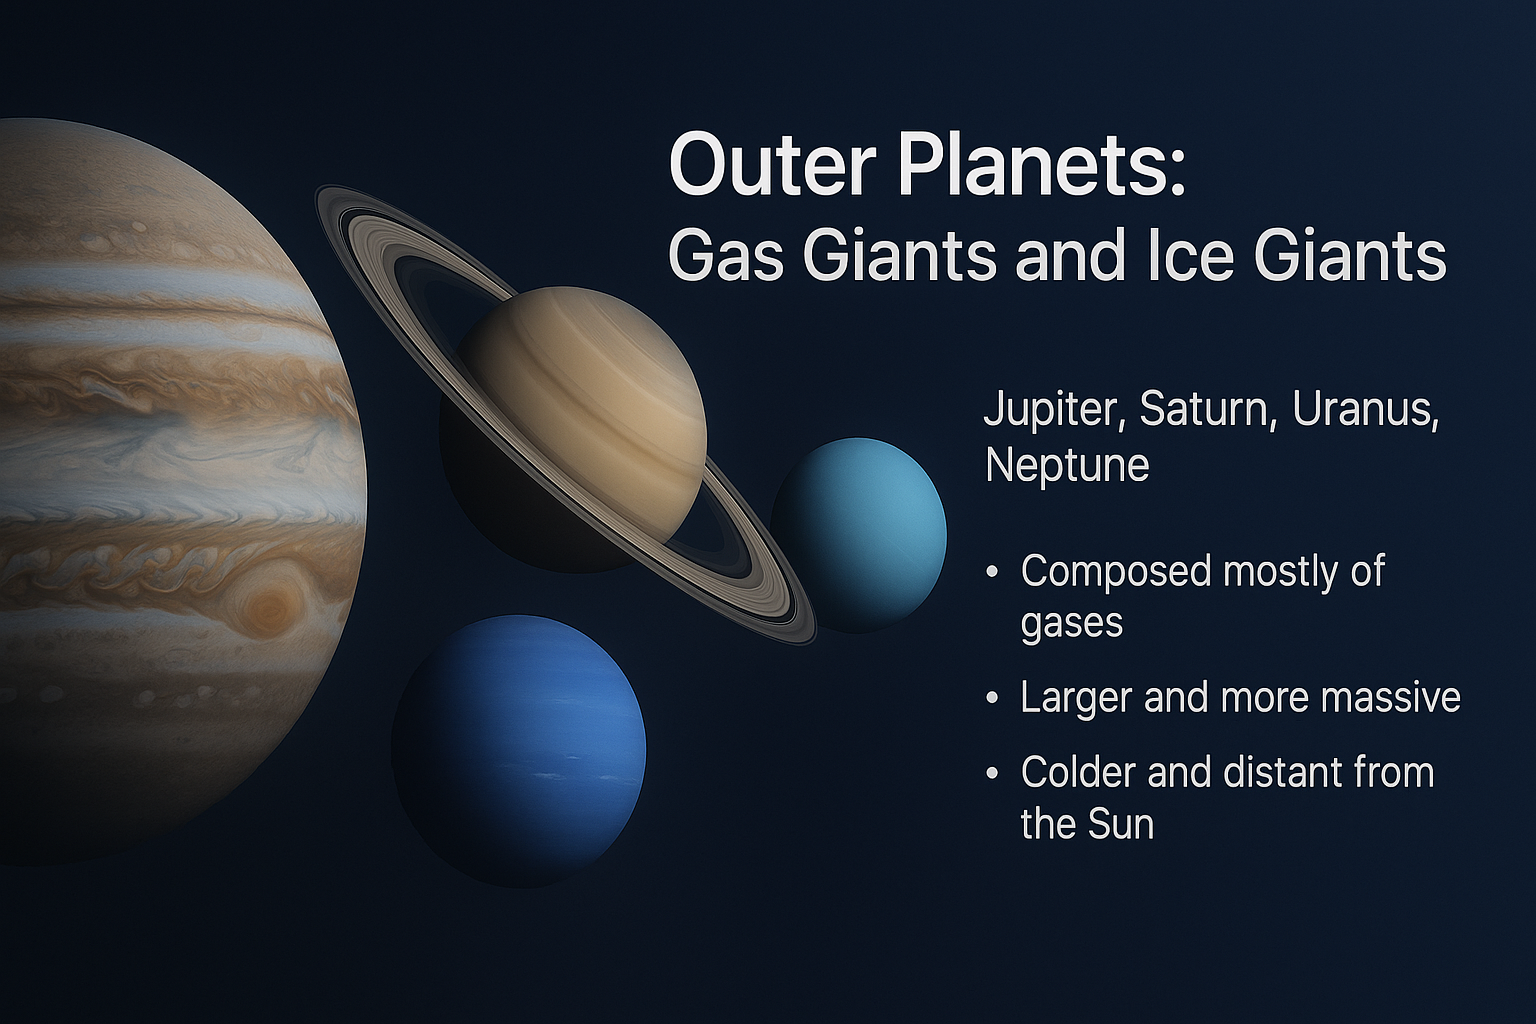 Outer Planets:
Gas Giants and Ice Giants
Jupiter, Saturn, Uranus,
Neptune
• Composed mostly of
gases
• Larger and more massive
• Colder and distant from
the Sun